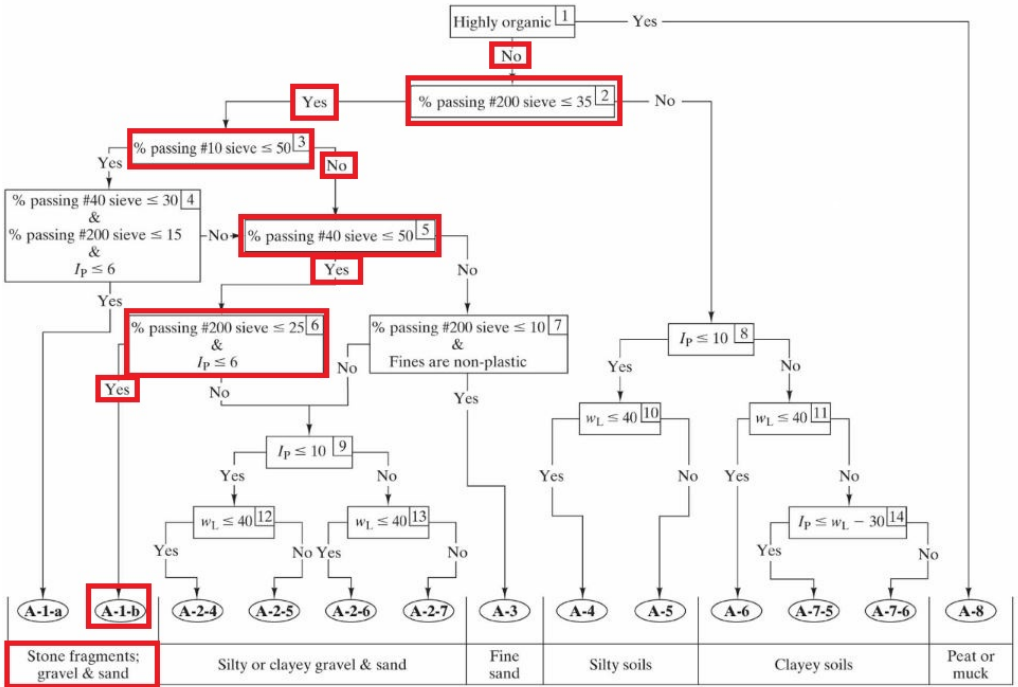 Highly organic 1
Yes
No
% passing #200 sieve ≤ 35 2
Yes
No
% passing #10 sieve ≤ 50 3
Yes
No
% passing #40 sieve ≤ 30 4
&
% passing #200 sieve ≤ 15
&
IP ≤ 6
No
% passing #40 sieve ≤ 50 5
Yes
No
Yes
% passing #200 sieve ≤ 25 6
&
IP ≤ 6
% passing #200 sieve ≤ 10 7
&
Fines are non-plastic
IP ≤ 10 8
Yes
No
Yes
No
No
Yes
wL ≤ 40 10
wL ≤ 40 11
IP ≤ 10 9
Yes
No
Yes
No
Yes
No
wL ≤ 40 12
wL ≤ 40 13
IP ≤ wL − 30 14
Yes
No
Yes
No
Yes
No
A-1-a
A-1-b
A-2-4
A-2-5
A-2-6
A-2-7
A-3
A-4
A-5
A-6
A-7-5
A-7-6
A-8
Stone fragments;
gravel & sand
Silty or clayey gravel & sand
Fine
sand
Silty soils
Clayey soils
Peat or
muck